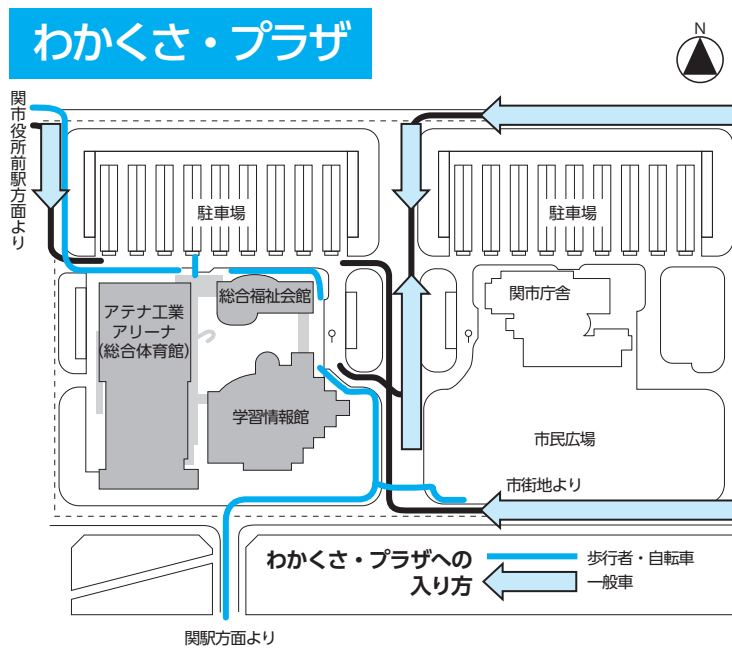 わかくさ・プラザ
N
関市役所前駅方面より
駐車場
駐車場
総合福祉会館
関市庁舎
アテナ工業
アリーナ
(総合体育館)
学習情報館
市民広場
市街地より
わかくさ・プラザへの
入り方
歩行者・自転車
一般車
関駅方面より